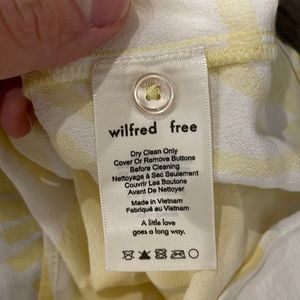 wilfred free
Dry Clean Only
Cover Or Remove Buttons
Before Cleaning
Nettoyage à Sec Seulement
Couvrir Les Boutons
Avant De Nettoyer
Made in Vietnam
Fabriqué au Vietnam
A little love
goes a long way.